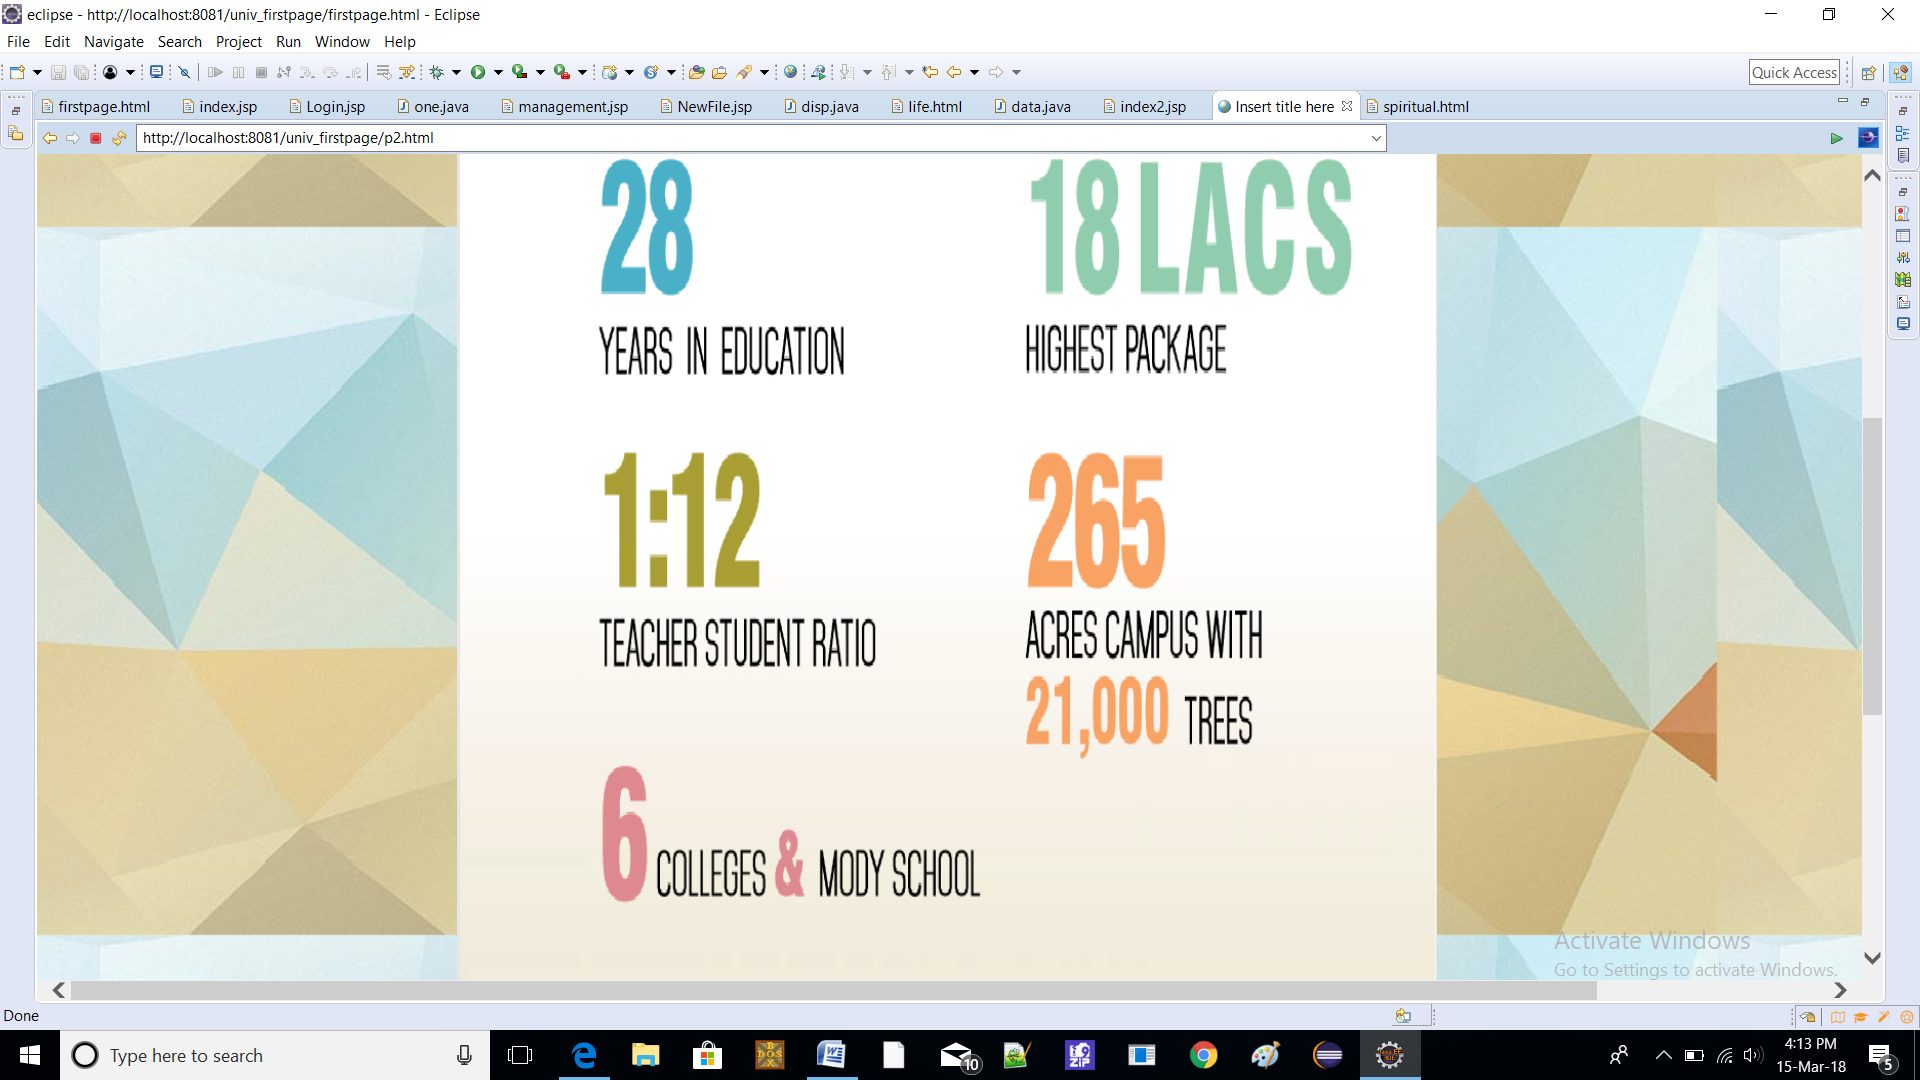 eclipse - http://localhost:8081/univ_firstpage/firstpage.html - Eclipse
File Edit Navigate Search Project Run Window Help
Quick Access
firstpage.html index.jsp Login.jsp one.java management.jsp NewFile.jsp disp.java life.html data.java index2.jsp Insert title here spiritual.html
http://localhost:8081/univ_firstpage/p2.html
28 18 LACS
YEARS IN EDUCATION HIGHEST PACKAGE
1:12 265
TEACHER STUDENT RATIO ACRES CAMPUS WITH
21,000 TREES
6 COLLEGES & MODY SCHOOL
Activate Windows
Go to Settings to activate Windows.
Done
Type here to search
10
4:13 PM
15-Mar-18
5